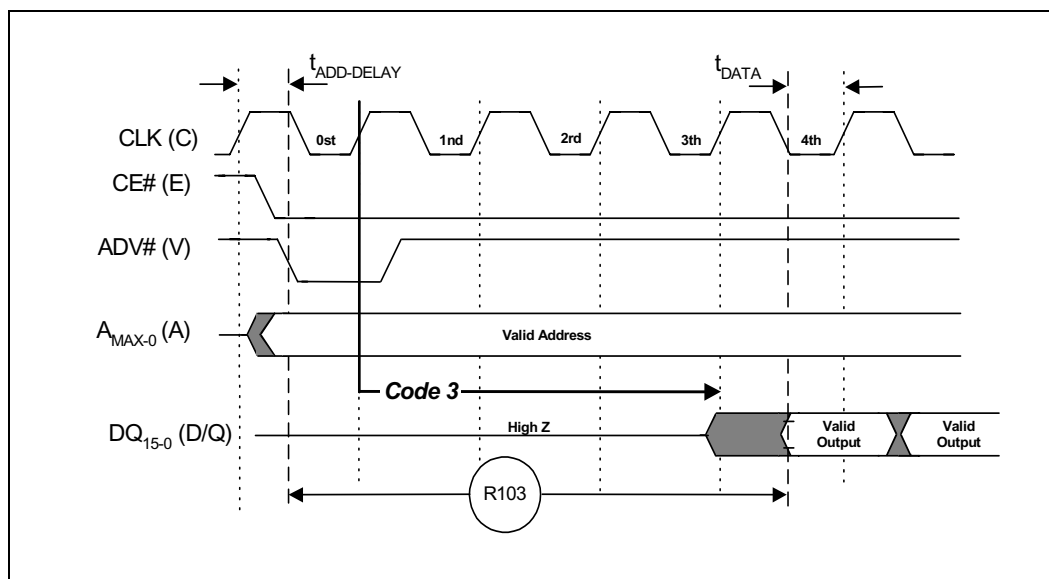 tADD-DELAY
tDATA
CLK (C)
0st
1nd
2rd
3th
4th
CE# (E)
ADV# (V)
AMAX-0 (A)
Valid Address
Code 3
DQ15-0 (D/Q)
High Z
Valid
Output
Valid
Output
R103